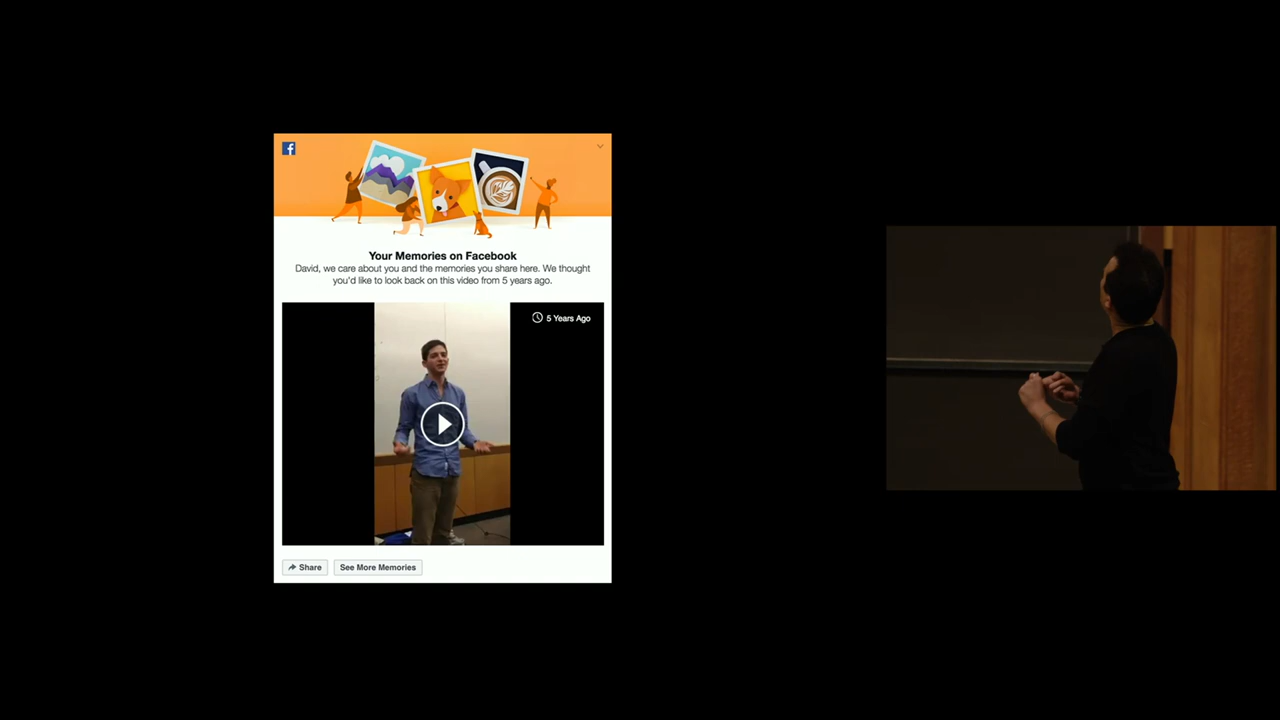 Your Memories on Facebook
David, we care about you and the memories you share here. We thought
you'd like to look back on this video from 5 years ago.
5 Years Ago
Share
See More Memories